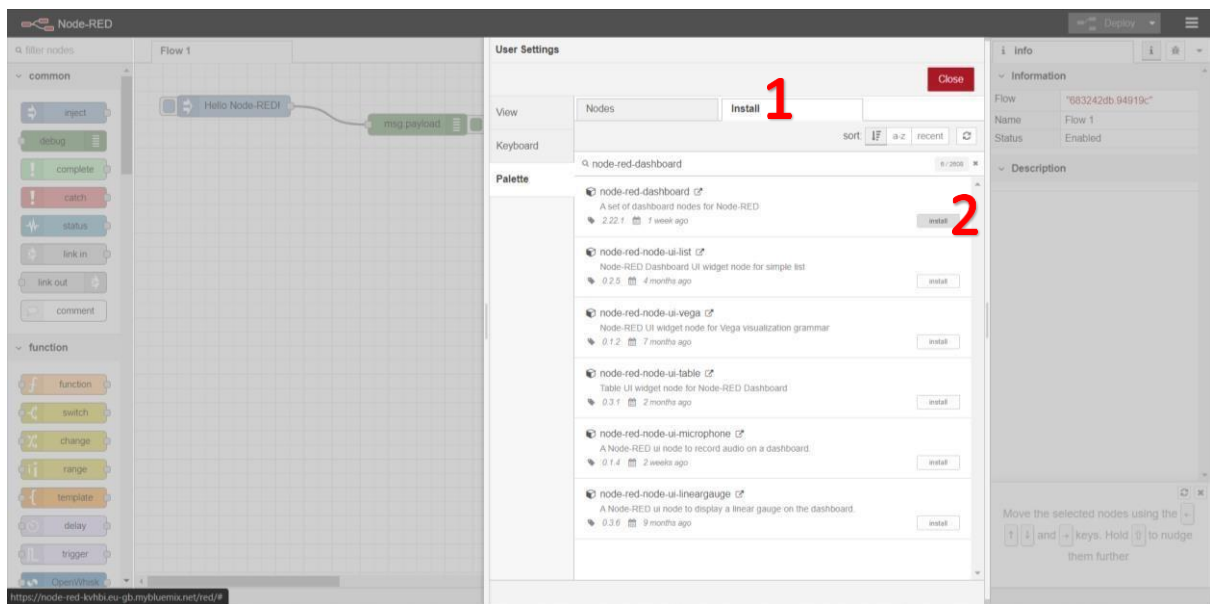 Node-RED
Deploy
filter nodes
common
inject
debug
complete
catch
status
link in
link out
comment
function
function
switch
change
range
template
delay
trigger
OpenWhisk
https://node-red-kvhbi.eu-gb.mybluemix.net/red/#
Flow 1
Hello Node-RED!
msg.payload
User Settings
Close
View
Keyboard
Palette
Nodes
Install
1
sort: a-z recent
node-red-dashboard
6 / 2808
node-red-dashboard
A set of dashboard nodes for Node-RED
2.22.1 1 week ago
install
2
node-red-node-ui-list
Node-RED Dashboard UI widget node for simple list
0.2.5 4 months ago
install
node-red-node-ui-vega
Node-RED UI widget node for Vega visualization grammar
0.1.2 7 months ago
install
node-red-node-ui-table
Table UI widget node for Node-RED Dashboard
0.3.1 2 months ago
install
node-red-node-ui-microphone
A Node-RED ui node to record audio on a dashboard.
0.1.4 2 weeks ago
install
node-red-node-ui-lineargauge
A Node-RED ui node to display a linear gauge on the dashboard.
0.3.6 9 months ago
install
i info
i
Information
Flow "683242db.94919c"
Name Flow 1
Status Enabled
Description
Move the selected nodes using the
and keys. Hold to nudge
them further.